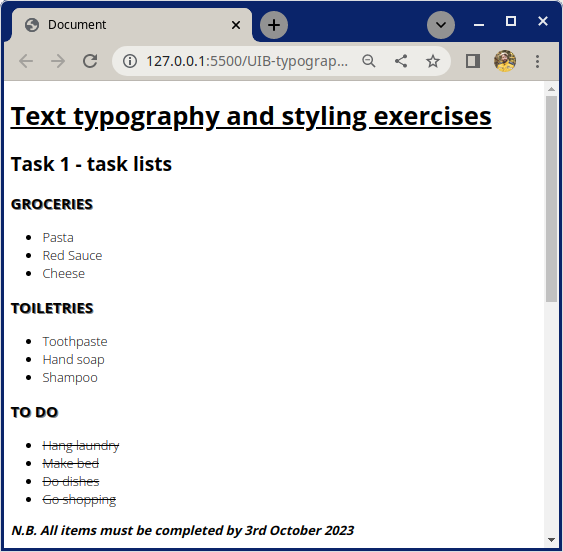 Document
127.0.0.1:5500/UIB-typograp...
Text typography and styling exercises
Task 1 - task lists
GROCERIES
Pasta
Red Sauce
Cheese
TOILETRIES
Toothpaste
Hand soap
Shampoo
TO DO
Hang laundry
Make bed
Do dishes
Go shopping
N.B. All items must be completed by 3rd October 2023